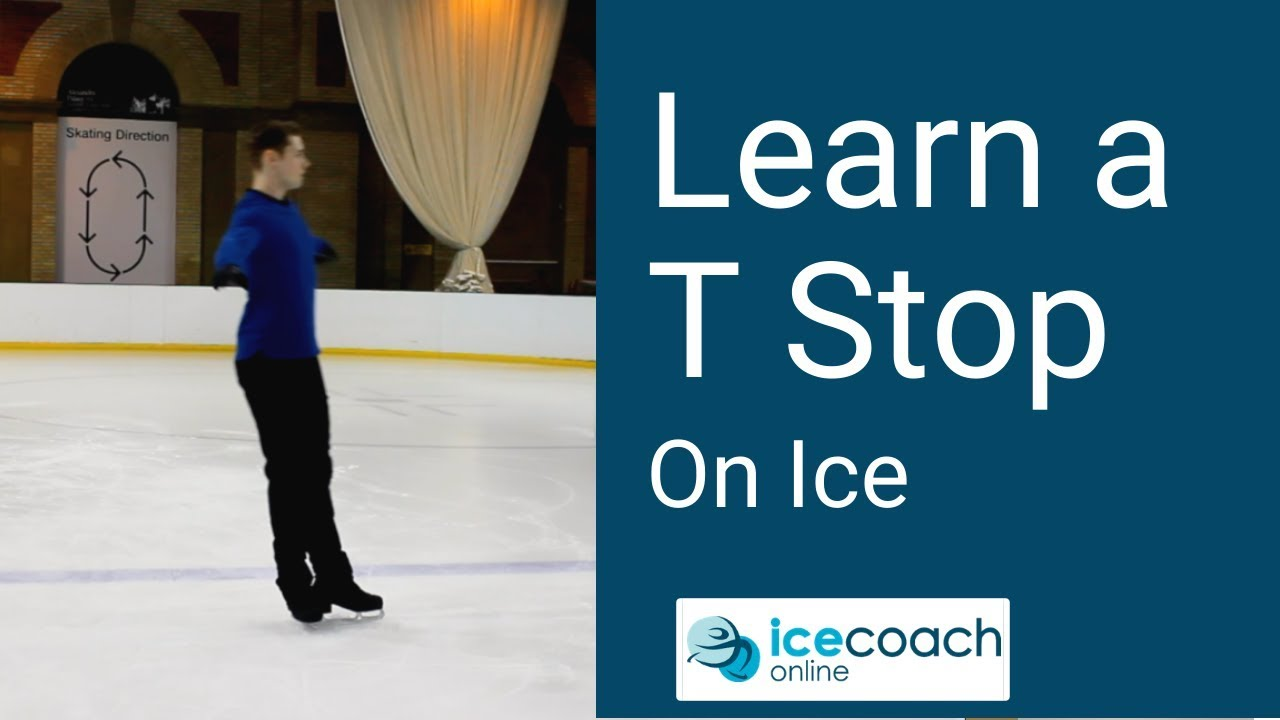 Skating Direction
Learn a
T Stop
On Ice
icecoach
online